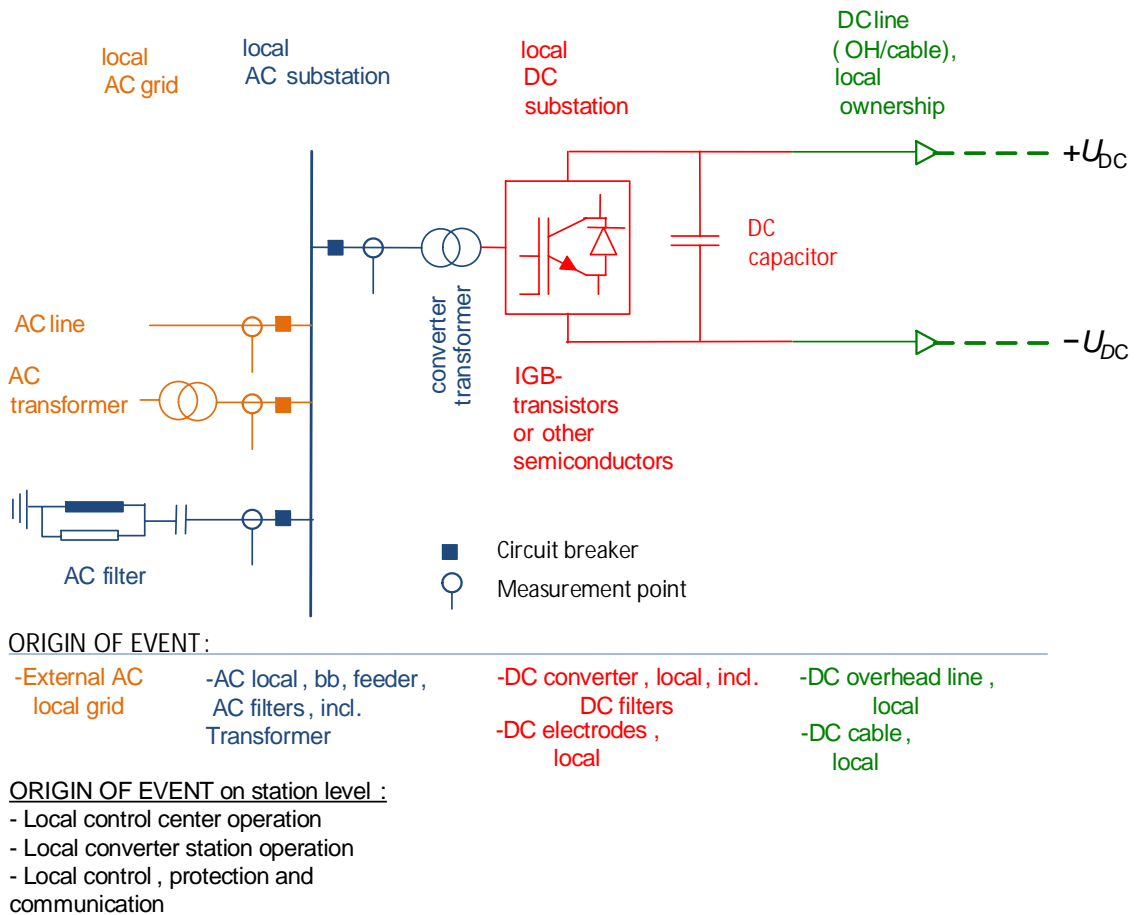 local
AC grid
local
AC substation
local
DC
substation
DC line
( OH/cable),
local
ownership
+UDC
DC
capacitor
converter
transformer
AC line
−UDC
AC
transformer
IGB-
transistors
or other
semiconductors
AC filter
Circuit breaker
Measurement point
ORIGIN OF EVENT :
-External AC
local grid
-AC local , bb, feeder ,
AC filters , incl.
Transformer
-DC converter , local, incl.
DC filters
-DC electrodes ,
local
-DC overhead line ,
local
-DC cable ,
local
ORIGIN OF EVENT on station level :
- Local control center operation
- Local converter station operation
- Local control , protection and
communication